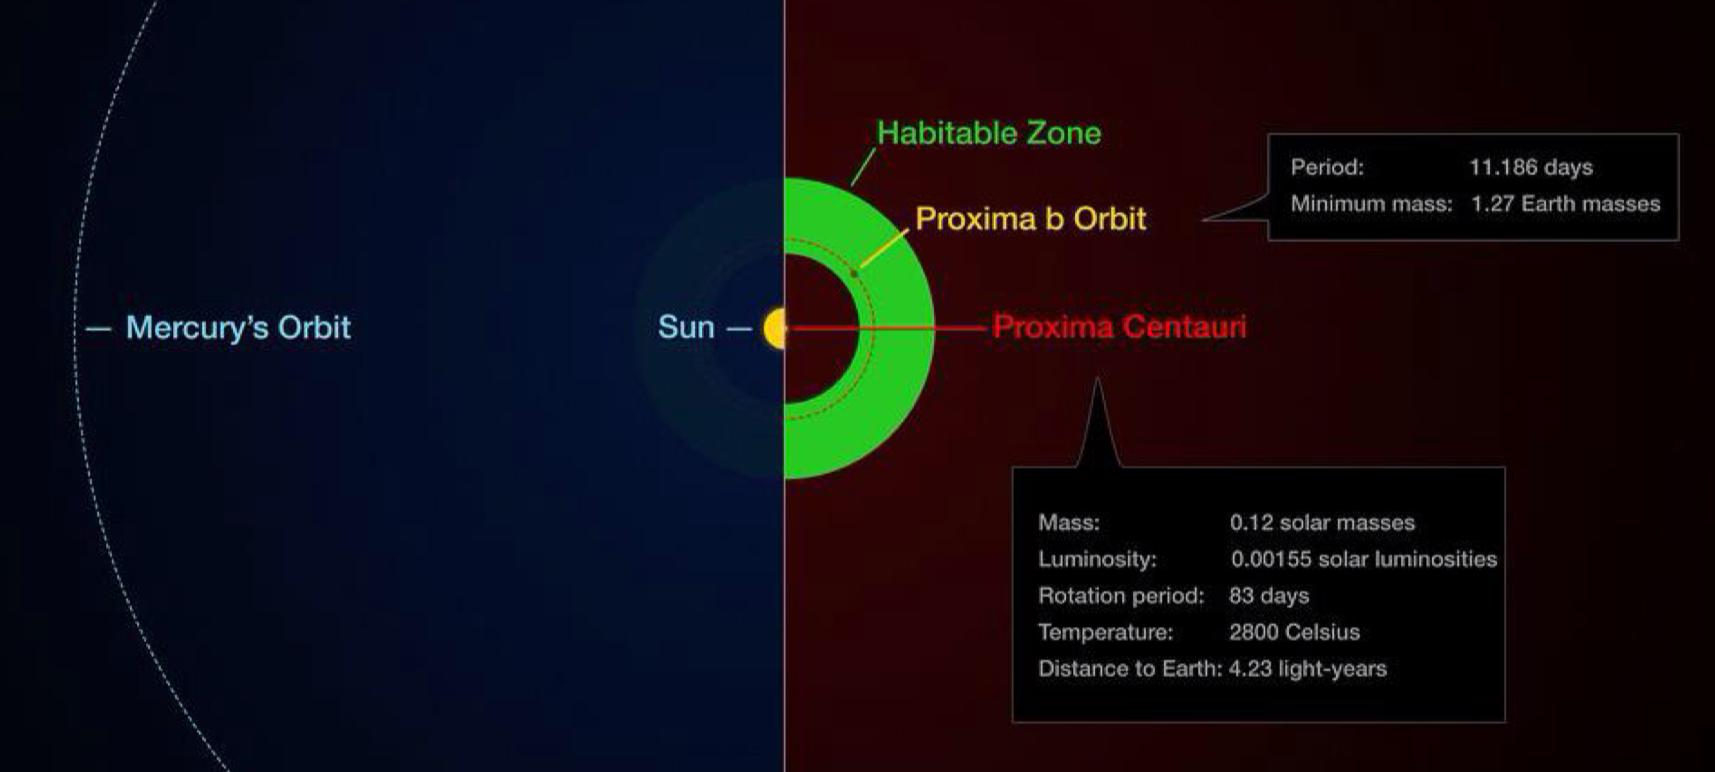 Habitable Zone
Period: 11.186 days
Minimum mass: 1.27 Earth masses
Proxima b Orbit
— Mercury's Orbit
Sun —
Proxima Centauri
Mass: 0.12 solar masses
Luminosity: 0.00155 solar luminosities
Rotation period: 83 days
Temperature: 2800 Celsius
Distance to Earth: 4.23 light-years